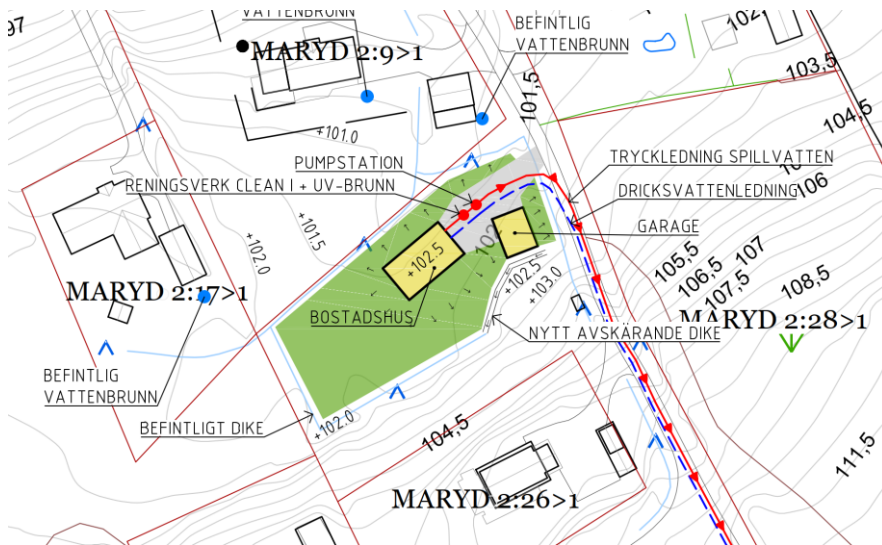 97
VATTENBRUNN
MARYD 2:9>1
BEFINTLIG
VATTENBRUNN
102,
103,5
104,5
101,5
+101.0
PUMPSTATION
RENINGSVERK CLEAN I + UV-BRUNN
TRYCKLEDNING SPILLVATTEN
106
DRICKSVATTENLEDNING
GARAGE
+101.5
+102.0
102
+102.5
+102.5
+103.0
105,5
106,5
107
107,5
108,5
MARYD 2:17>1
BOSTADSHUS
NYTT AVSKÄRANDE DIKE
MARYD 2:28>1
BEFINTLIG
VATTENBRUNN
BEFINTLIGT DIKE
+102.0
104,5
111,5
MARYD 2:26>1